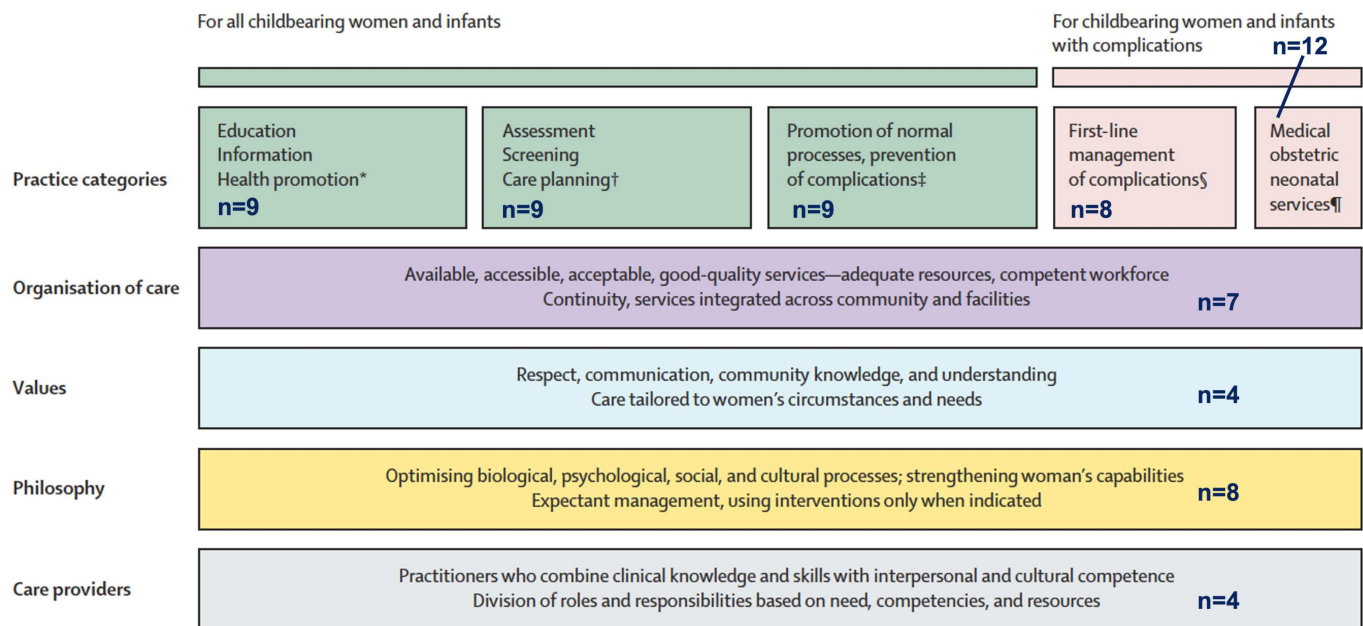 For all childbearing women and infants
For childbearing women and infants
with complications
n=12
Practice categories
Education
Information
Health promotion*
n=9
Assessment
Screening
Care planning†
n=9
Promotion of normal
processes, prevention
of complications‡
n=9
First-line
management
of complications§
n=8
Medical
obstetric
neonatal
services¶
Organisation of care
Available, accessible, acceptable, good-quality services—adequate resources, competent workforce
Continuity, services integrated across community and facilities
n=7
Values
Respect, communication, community knowledge, and understanding
Care tailored to women's circumstances and needs
n=4
Philosophy
Optimising biological, psychological, social, and cultural processes; strengthening woman's capabilities
Expectant management, using interventions only when indicated
n=8
Care providers
Practitioners who combine clinical knowledge and skills with interpersonal and cultural competence
Division of roles and responsibilities based on need, competencies, and resources
n=4